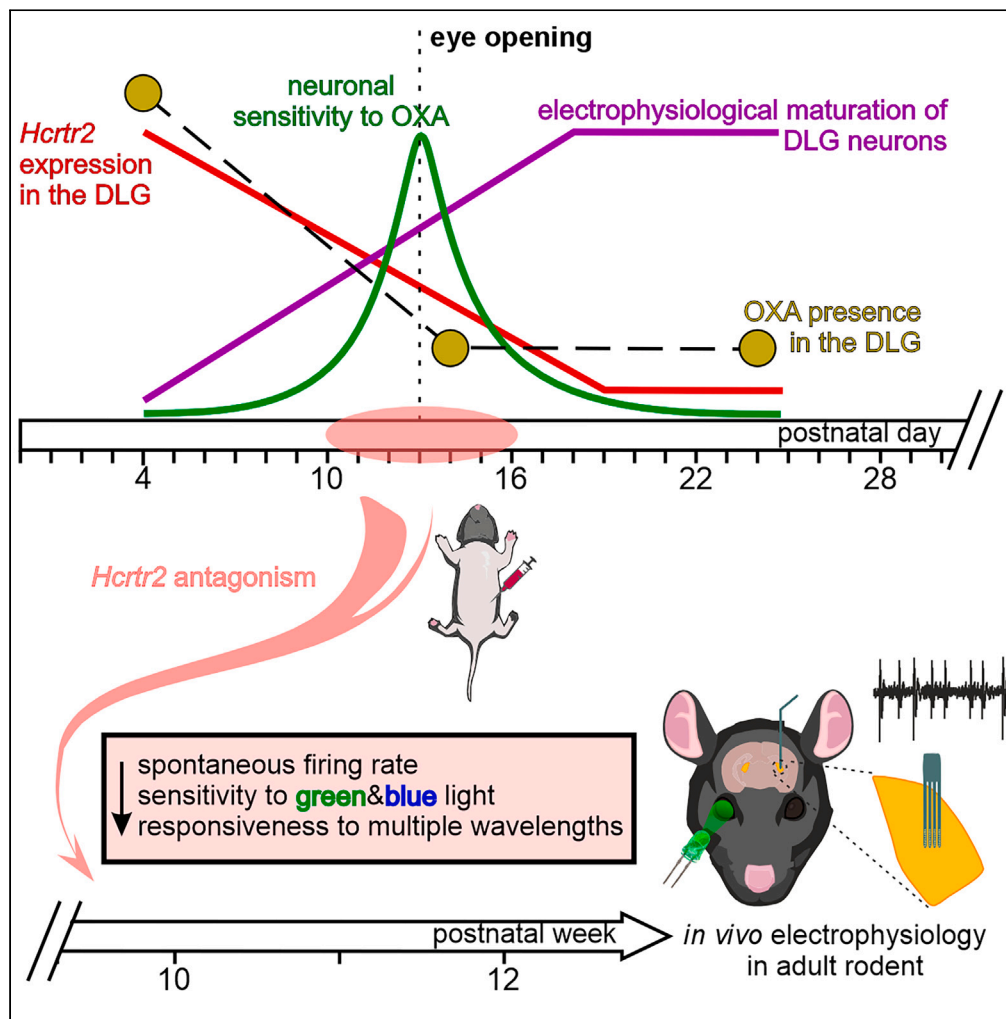 eye opening
neuronal
sensitivity to OXA
electrophysiological maturation of
DLG neurons
Hcrtr2
expression
in the DLG
OXA presence
in the DLG
postnatal day
4 10 16 22 28
Hcrtr2 antagonism
spontaneous firing rate
sensitivity to green&blue light
responsiveness to multiple wavelengths
postnatal week
10 12
in vivo electrophysiology
in adult rodent